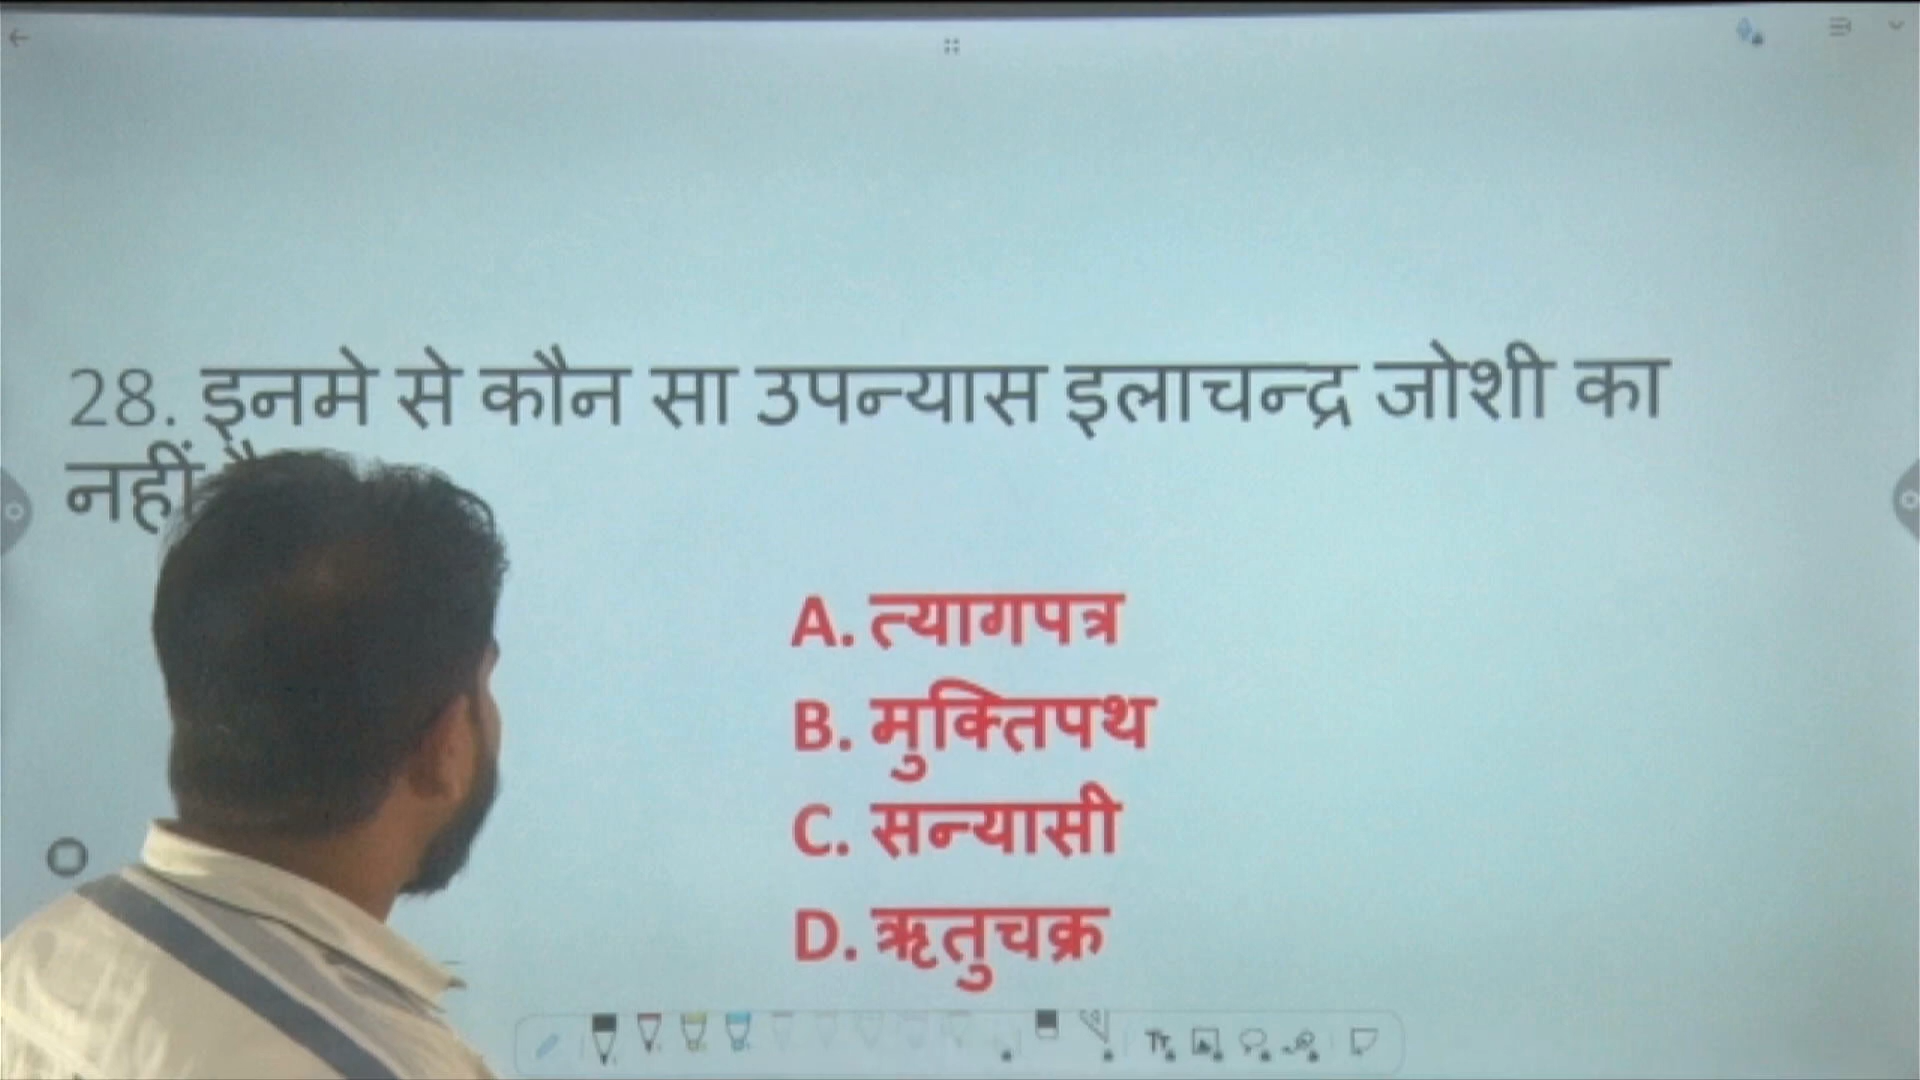 28. इनमे से कौन सा उपन्यास इलाचन्द्र जोशी का
नहीं
A. त्यागपत्र
B. मुक्तिपथ
C. सन्यासी
D. ऋतुचक्र